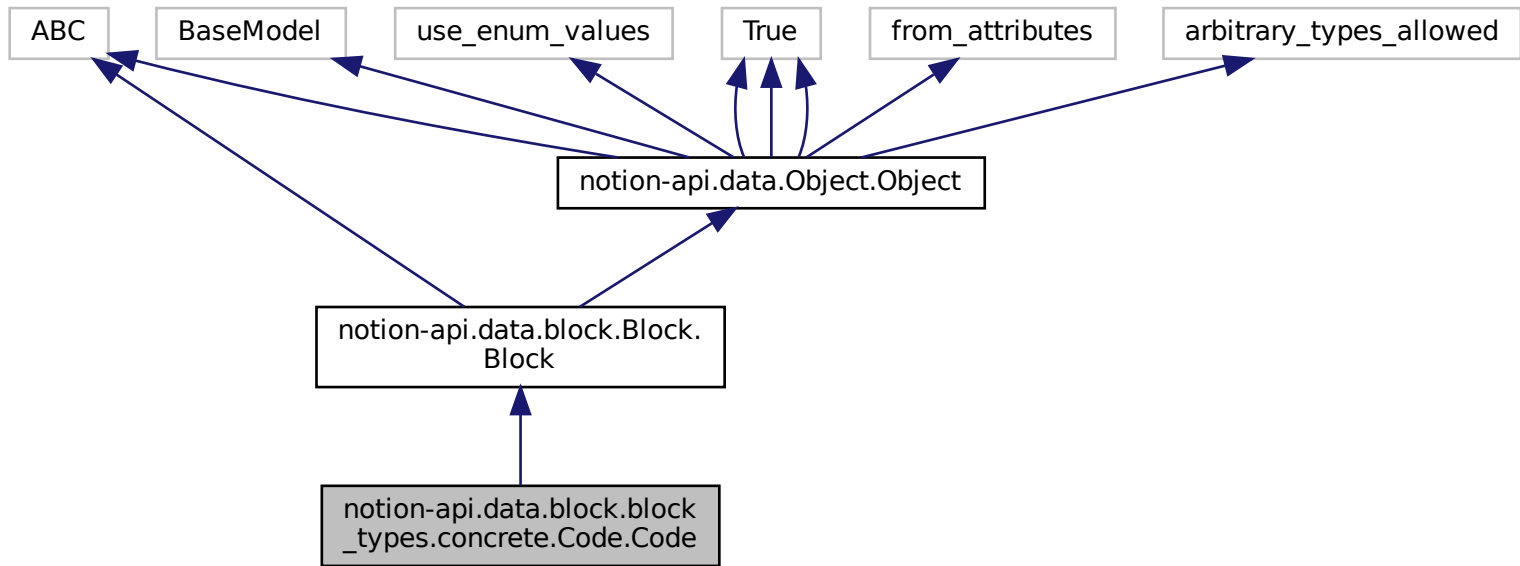 ABC
BaseModel
use_enum_values
True
from_attributes
arbitrary_types_allowed
notion-api.data.Object.Object
notion-api.data.block.Block.
Block
notion-api.data.block.block
_types.concrete.Code.Code